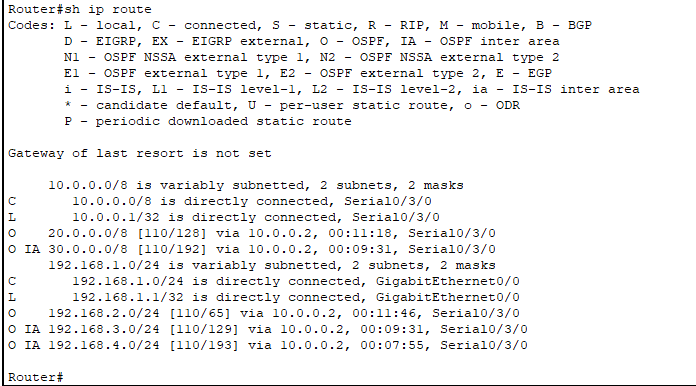 Router#sh ip route
Codes: L - local, C - connected, S - static, R - RIP, M - mobile, B - BGP
       D - EIGRP, EX - EIGRP external, O - OSPF, IA - OSPF inter area
       N1 - OSPF NSSA external type 1, N2 - OSPF NSSA external type 2
       E1 - OSPF external type 1, E2 - OSPF external type 2, E - EGP
       i - IS-IS, L1 - IS-IS level-1, L2 - IS-IS level-2, ia - IS-IS inter area
       * - candidate default, U - per-user static route, o - ODR
       P - periodic downloaded static route

Gateway of last resort is not set

     10.0.0.0/8 is variably subnetted, 2 subnets, 2 masks
C       10.0.0.0/8 is directly connected, Serial0/3/0
L       10.0.0.1/32 is directly connected, Serial0/3/0
O    20.0.0.0/8 [110/128] via 10.0.0.2, 00:11:18, Serial0/3/0
O IA 30.0.0.0/8 [110/192] via 10.0.0.2, 00:09:31, Serial0/3/0
     192.168.1.0/24 is variably subnetted, 2 subnets, 2 masks
C       192.168.1.0/24 is directly connected, GigabitEthernet0/0
L       192.168.1.1/32 is directly connected, GigabitEthernet0/0
O    192.168.2.0/24 [110/65] via 10.0.0.2, 00:11:46, Serial0/3/0
O IA 192.168.3.0/24 [110/129] via 10.0.0.2, 00:09:31, Serial0/3/0
O IA 192.168.4.0/24 [110/193] via 10.0.0.2, 00:07:55, Serial0/3/0

Router#